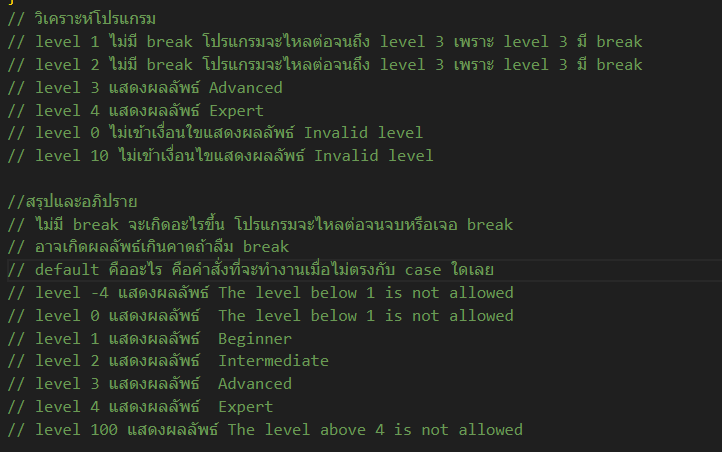 // วิเคราะห์โปรแกรม
// level 1 ไม่มี break โปรแกรมจะไหลต่อจนถึง level 3 เพราะ level 3 มี break
// level 2 ไม่มี break โปรแกรมจะไหลต่อจนถึง level 3 เพราะ level 3 มี break
// level 3 แสดงผลลัพธ์ Advanced
// level 4 แสดงผลลัพธ์ Expert
// level 0 ไม่เข้าเงื่อนใขแสดงผลลัพธ์ Invalid level
// level 10 ไม่เข้าเงื่อนไขแสดงผลลัพธ์ Invalid level
//สรุปและอภิปราย
// ไม่มี break จะเกิดอะไรขึ้น โปรแกรมจะไหลต่อจนจบหรือเจอ break
// อาจเกิดผลลัพธ์เกินคาดถ้าลืม break
// default คืออะไร คือคำสั่งที่จะทำงานเมื่อไม่ตรงกับ case ใดเลย
// level -4 แสดงผลลัพธ์ The level below 1 is not allowed
// level 0 แสดงผลลัพธ์  The level below 1 is not allowed
// level 1 แสดงผลลัพธ์  Beginner
// level 2 แสดงผลลัพธ์  Intermediate
// level 3 แสดงผลลัพธ์  Advanced
// level 4 แสดงผลลัพธ์  Expert
// level 100 แสดงผลลัพธ์ The level above 4 is not allowed